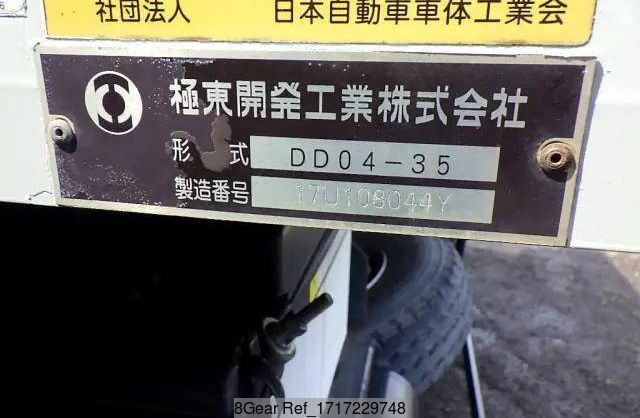 社団法人 日本自動車車体工業会
極東開発工業株式会社
形 式 DD04-35
製造番号 17U108044Y
8Gear Ref_1717229748